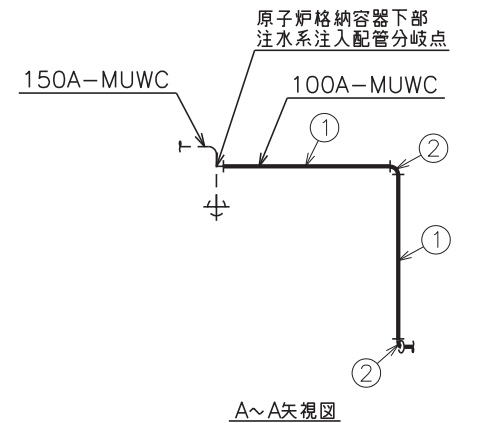 原子炉格納容器下部
注水系注入配管分岐点
150A-MUWC
100A-MUWC
①
②
①
②
A～A矢視図